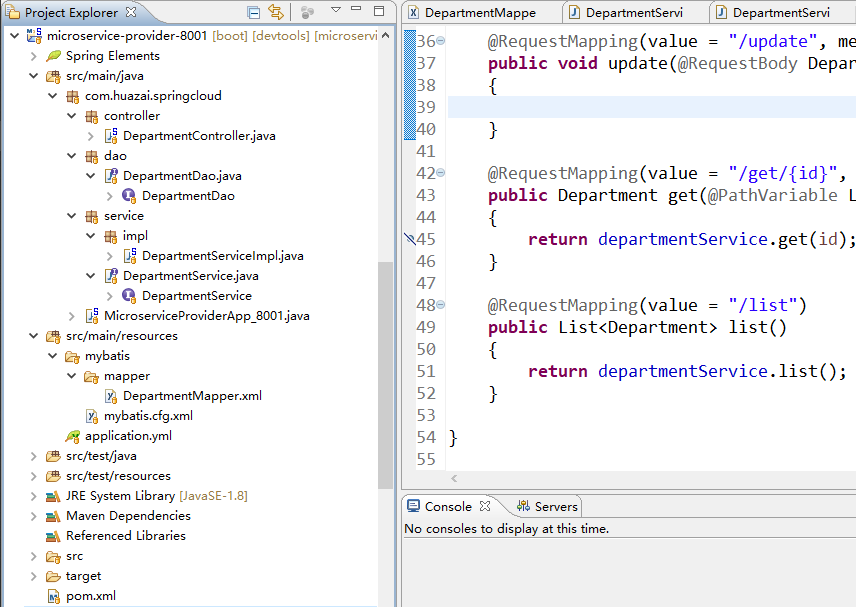 Project Explorer
microservice-provider-8001 [boot] [devtools] [microservi
Spring Elements
src/main/java
com.huazai.springcloud
controller
DepartmentController.java
dao
DepartmentDao.java
DepartmentDao
service
impl
DepartmentServiceImpl.java
DepartmentService.java
DepartmentService
MicroserviceProviderApp_8001.java
src/main/resources
mybatis
mapper
DepartmentMapper.xml
mybatis.cfg.xml
application.yml
src/test/java
src/test/resources
JRE System Library [JavaSE-1.8]
Maven Dependencies
Referenced Libraries
src
target
pom.xml
DepartmentMappe
DepartmentServi
DepartmentServi
36 @RequestMapping(value = "/update", me
37 public void update(@RequestBody Depar
38 {
39
40 }
41
42 @RequestMapping(value = "/get/{id}",
43 public Department get(@PathVariable L
44 {
45 return departmentService.get(id);
46 }
47
48 @RequestMapping(value = "/list")
49 public List<Department> list()
50 {
51 return departmentService.list();
52 }
53
54 }
55
Console Servers
No consoles to display at this time.